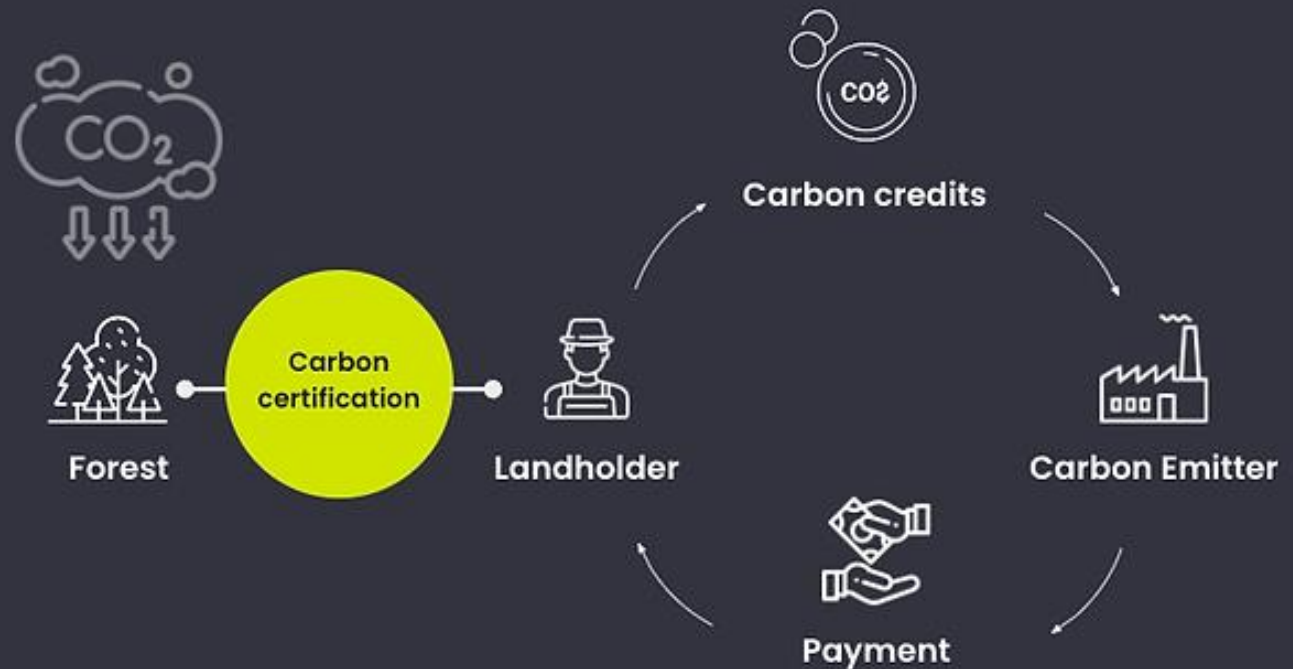 CO₂
CO$
Carbon credits
Carbon
certification
Forest
Landholder
Carbon Emitter
Payment